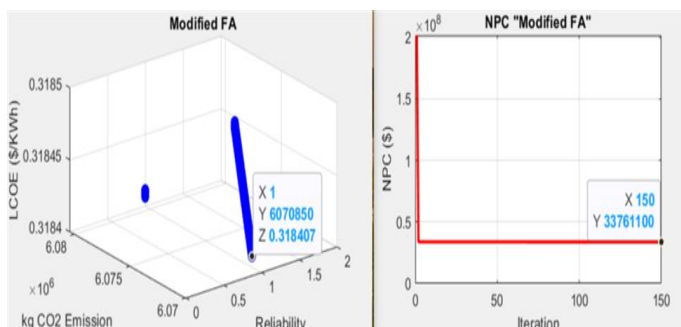 Modified FA
LCOE ($/KWh)
0.3185
0.31845
0.3184
6.08
6.075
6.07
×10⁶
kg CO2 Emission
0
0.5
1
1.5
2
Reliability
X 1
Y 6070850
Z 0.318407
NPC "Modified FA"
×10⁸
NPC ($)
2
1.5
1
0.5
0
0
50
100
150
Iteration
X 150
Y 33761100